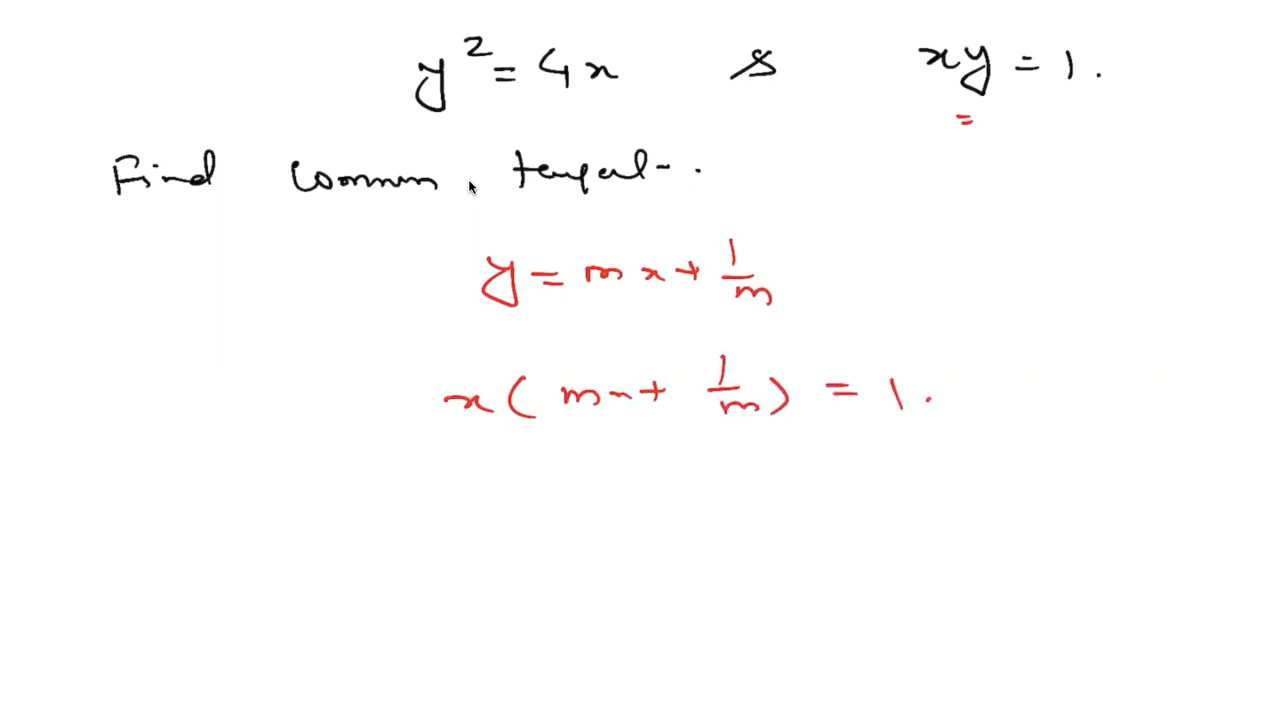 y² = 4x & xy = 1.
=
Find common tangent.
y = mx + 1/m
x(mx + 1/m) = 1.